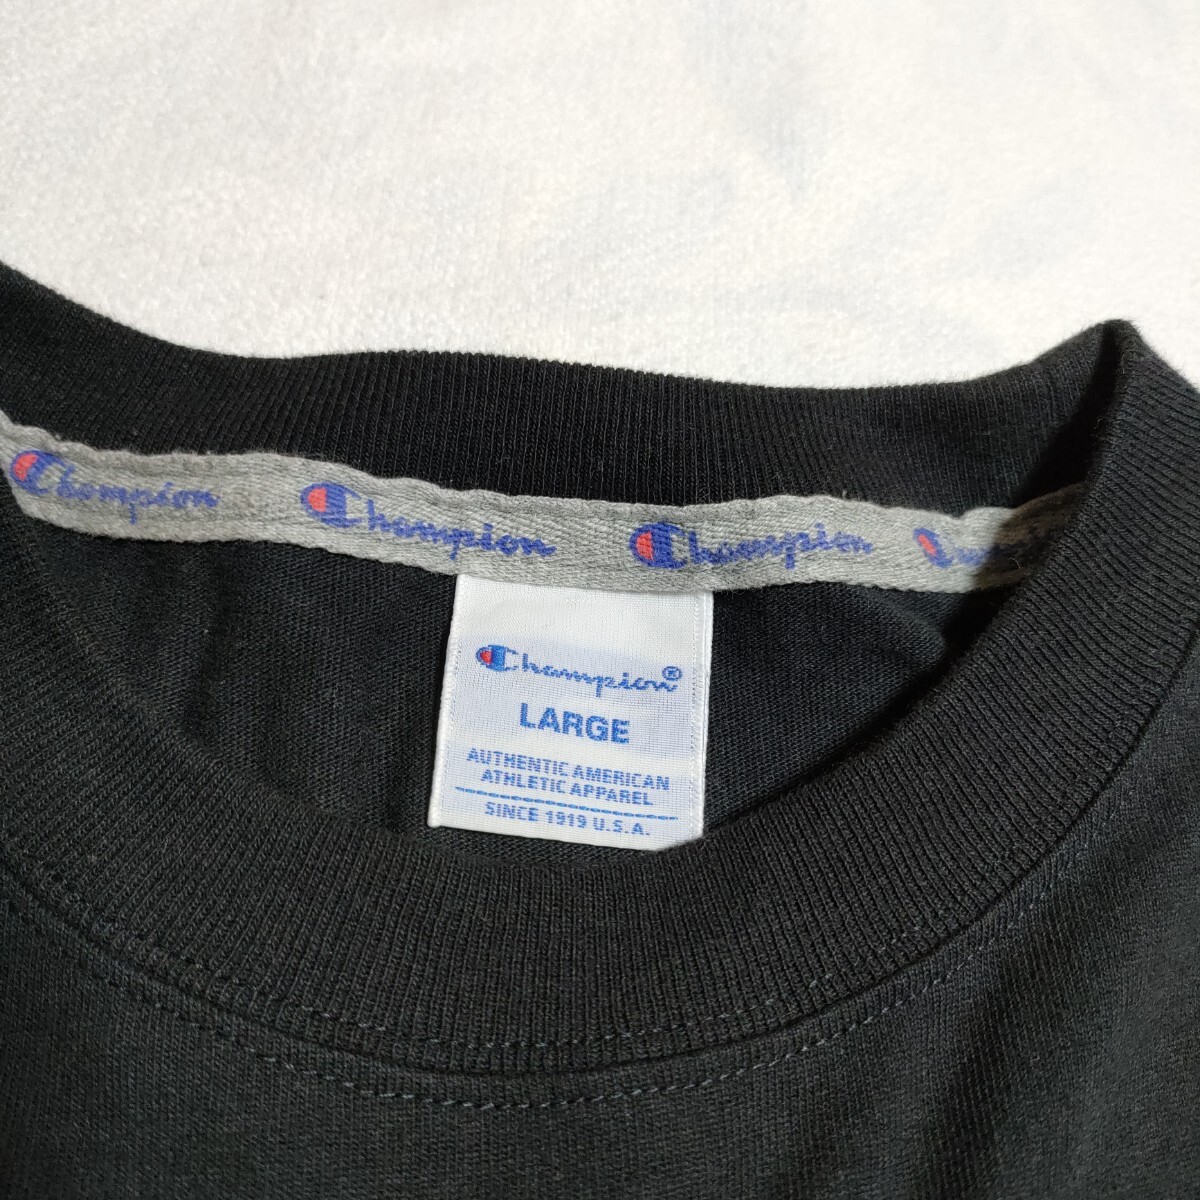 Champion Champion Champion
Champion®
LARGE
AUTHENTIC AMERICAN
ATHLETIC APPAREL
SINCE 1919 U.S.A.